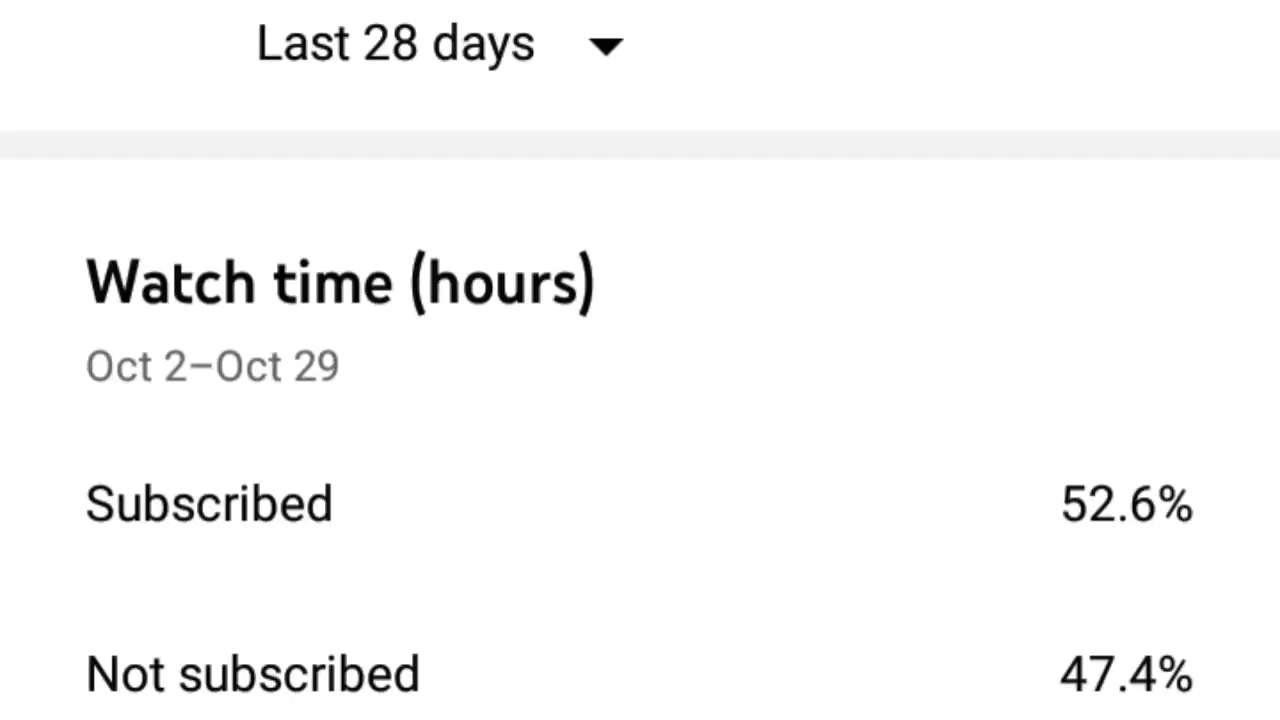 Last 28 days
Watch time (hours)
Oct 2–Oct 29
Subscribed 52.6%
Not subscribed 47.4%